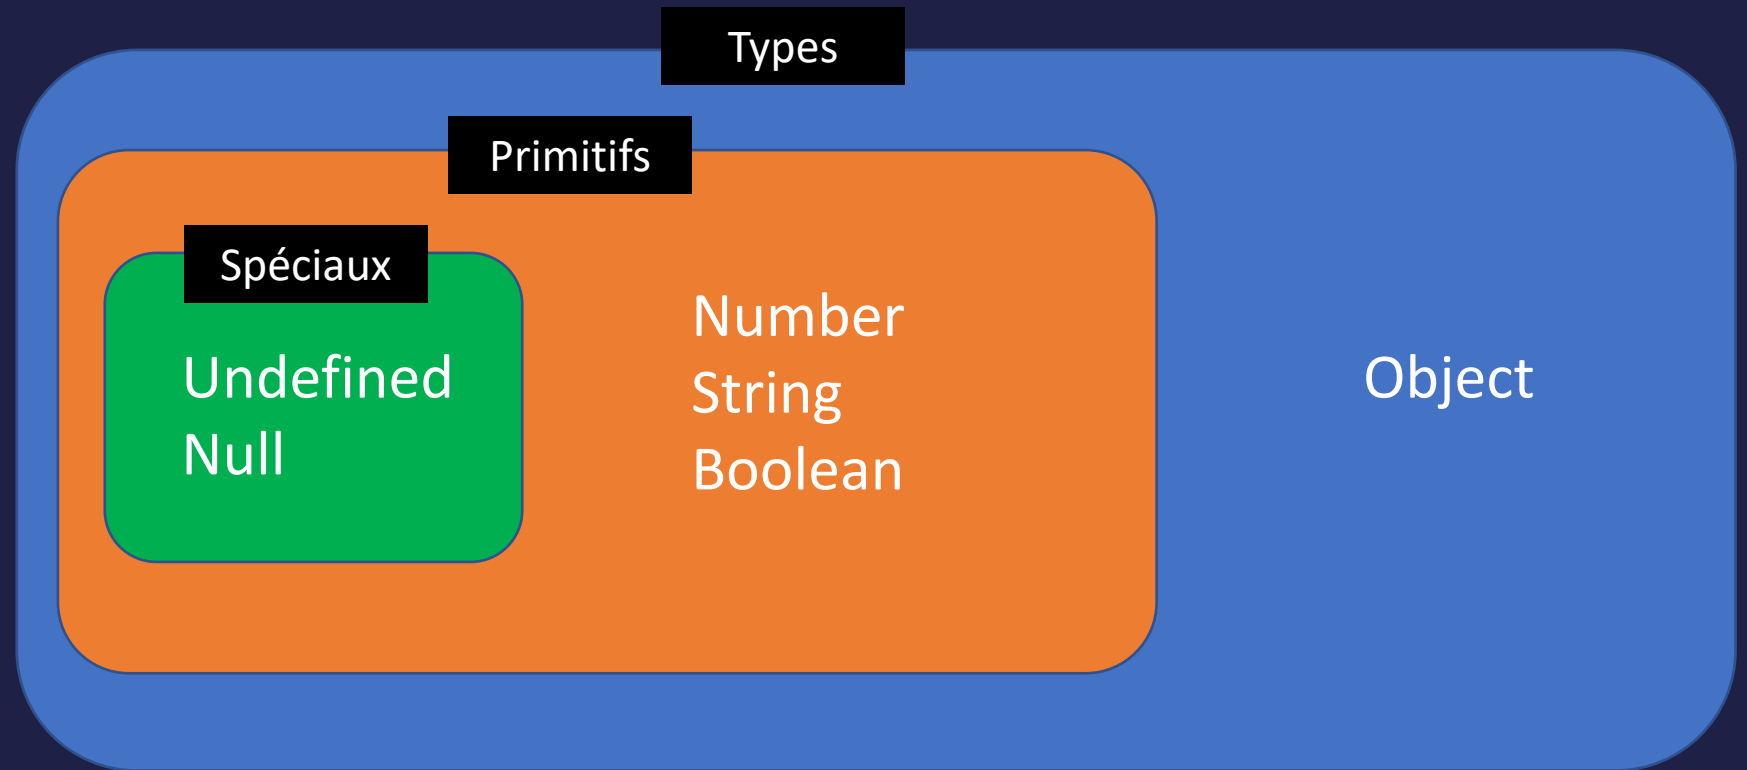 Types
Primitifs
Spéciaux
Undefined
Null
Number
String
Boolean
Object